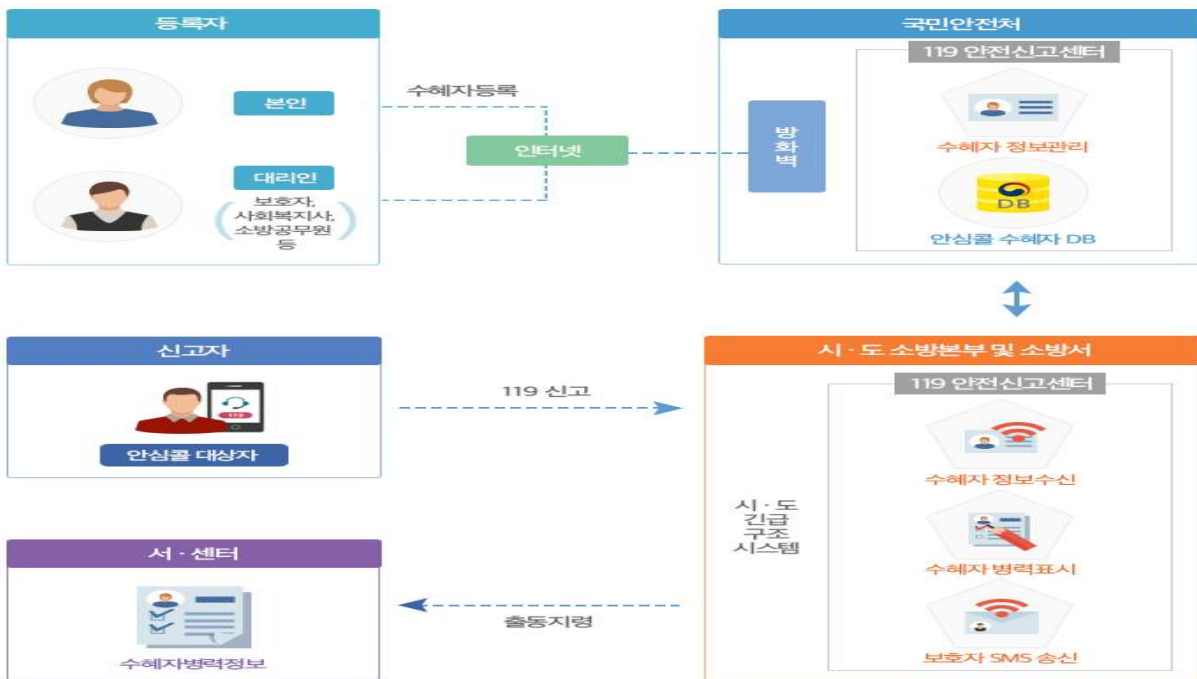 등록자
본인
대리인
(보호자,
사회복지사,
소방공무원
등)
수혜자등록
인터넷
국민안전처
방화벽
119 안전신고센터
수혜자 정보관리
DB
안심콜 수혜자 DB
신고자
119
안심콜 대상자
119 신고
시·도 소방본부 및 소방서
119 안전신고센터
시·도
긴급
구조
시스템
수혜자 정보수신
수혜자 병력표시
보호자 SMS 송신
출동지령
서·센터
수혜자병력정보